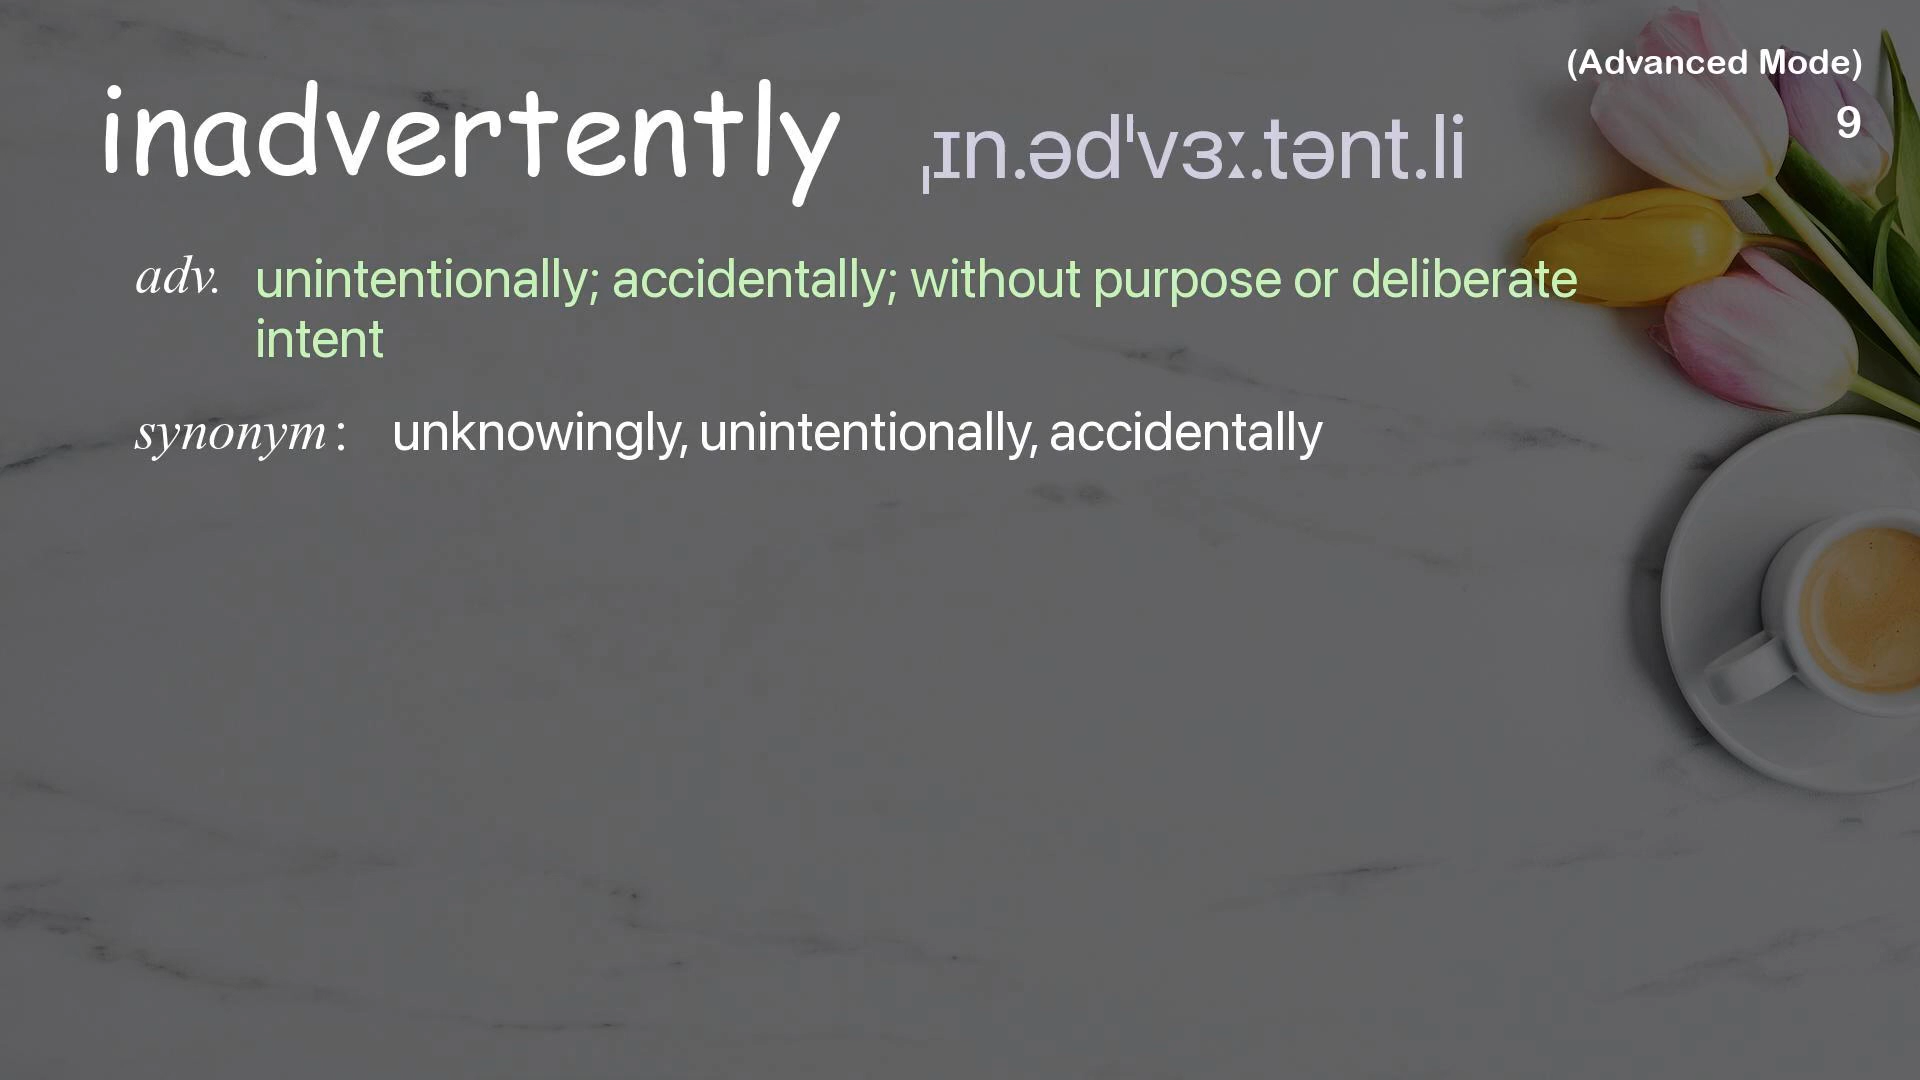 (Advanced Mode)
9
inadvertently ˌɪn.ədˈvɜː.tənt.li
adv. unintentionally; accidentally; without purpose or deliberate
intent
synonym: unknowingly, unintentionally, accidentally